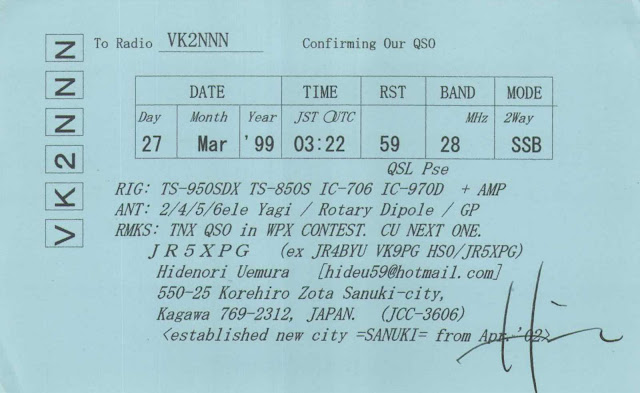 VK2NNN
To Radio VK2NNN Confirming Our QSO
DATE TIME RST BAND MODE
Day Month Year JST UTC MHz 2Way
27 Mar '99 03:22 59 28 SSB
QSL Pse
RIG: TS-950SDX TS-850S IC-706 IC-970D + AMP
ANT: 2/4/5/6ele Yagi / Rotary Dipole / GP
RMKS: TNX QSO in WPX CONTEST. CU NEXT ONE.
JR5XPG (ex JR4BYU VK9PG HS0/JR5XPG)
Hidenori Uemura [hideu59@hotmail.com]
550-25 Korehiro Zota Sanuki-city,
Kagawa 769-2312, JAPAN. (JCC-3606)
<established new city =SANUKI= from Apr.'02>